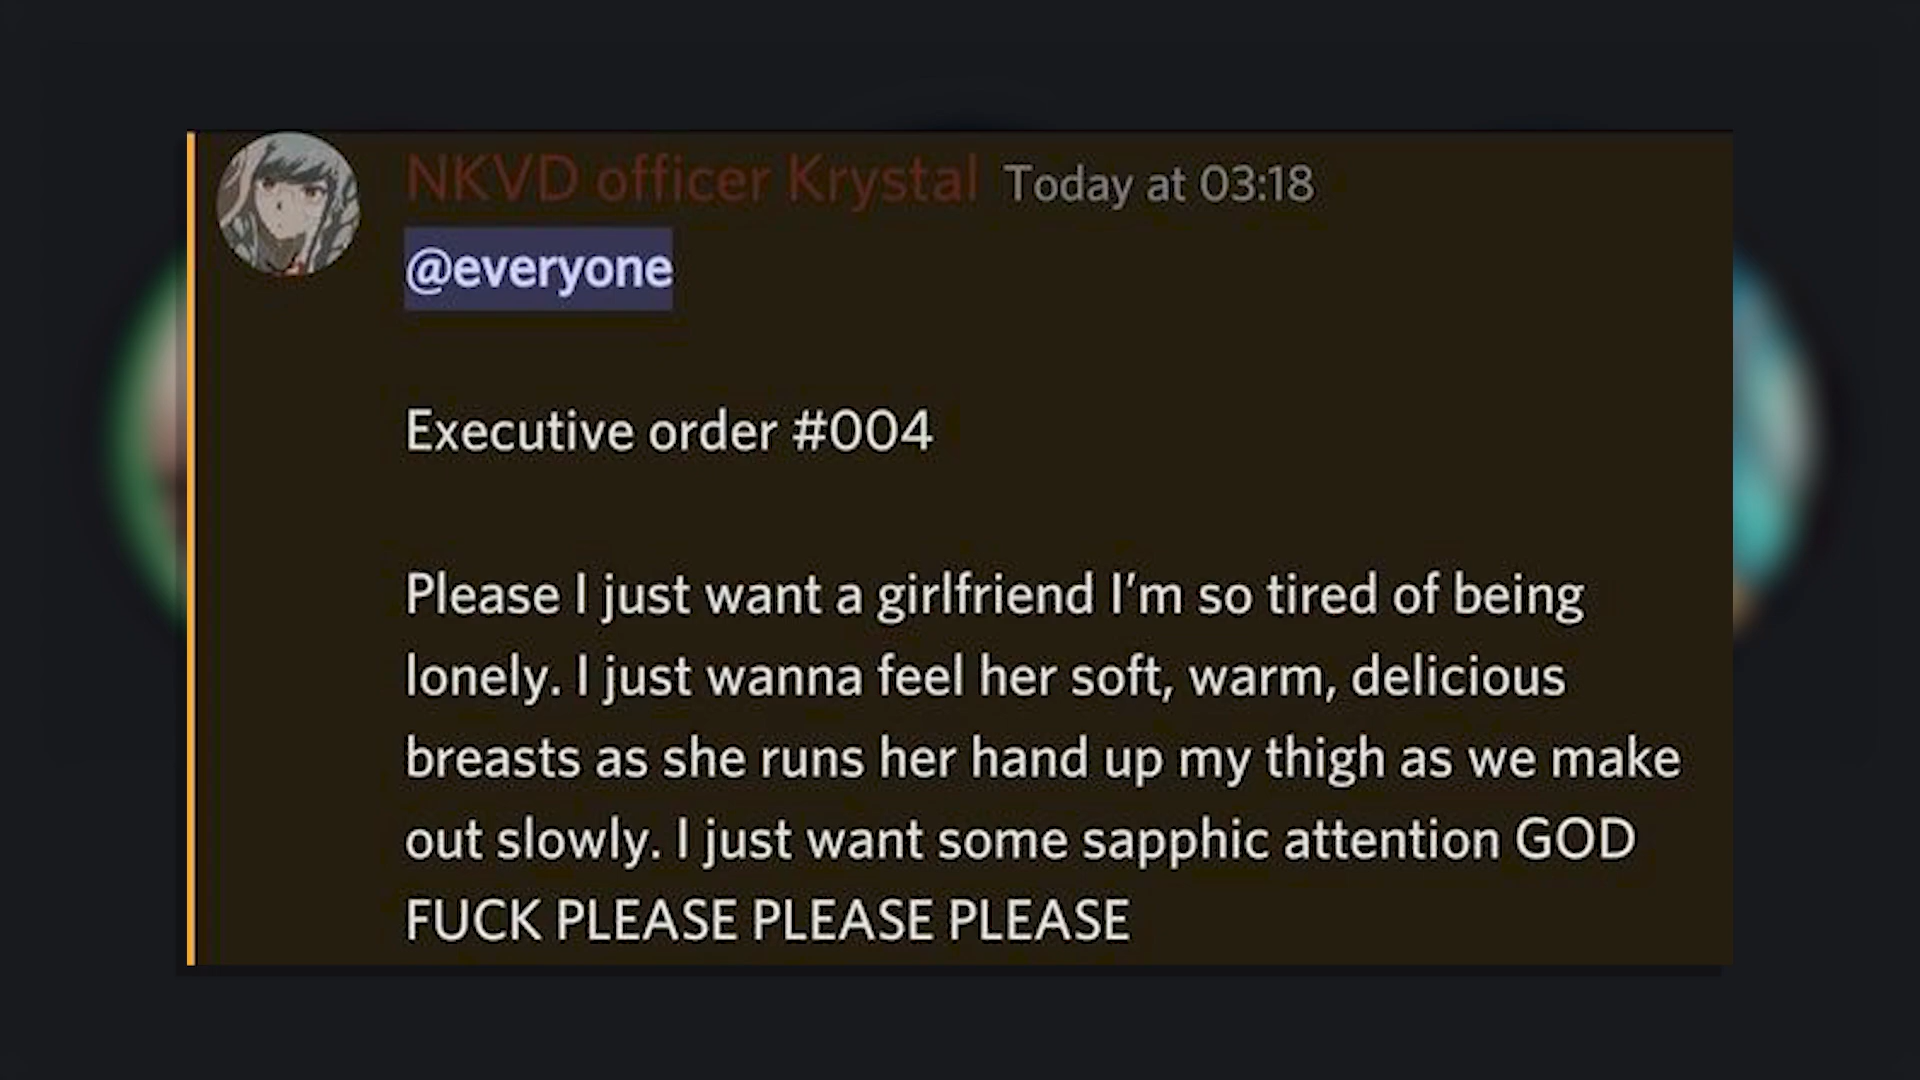 NKVD officer Krystal Today at 03:18
@everyone
Executive order #004
Please I just want a girlfriend I’m so tired of being
lonely. I just wanna feel her soft, warm, delicious
breasts as she runs her hand up my thigh as we make
out slowly. I just want some sapphic attention GOD
FUCK PLEASE PLEASE PLEASE